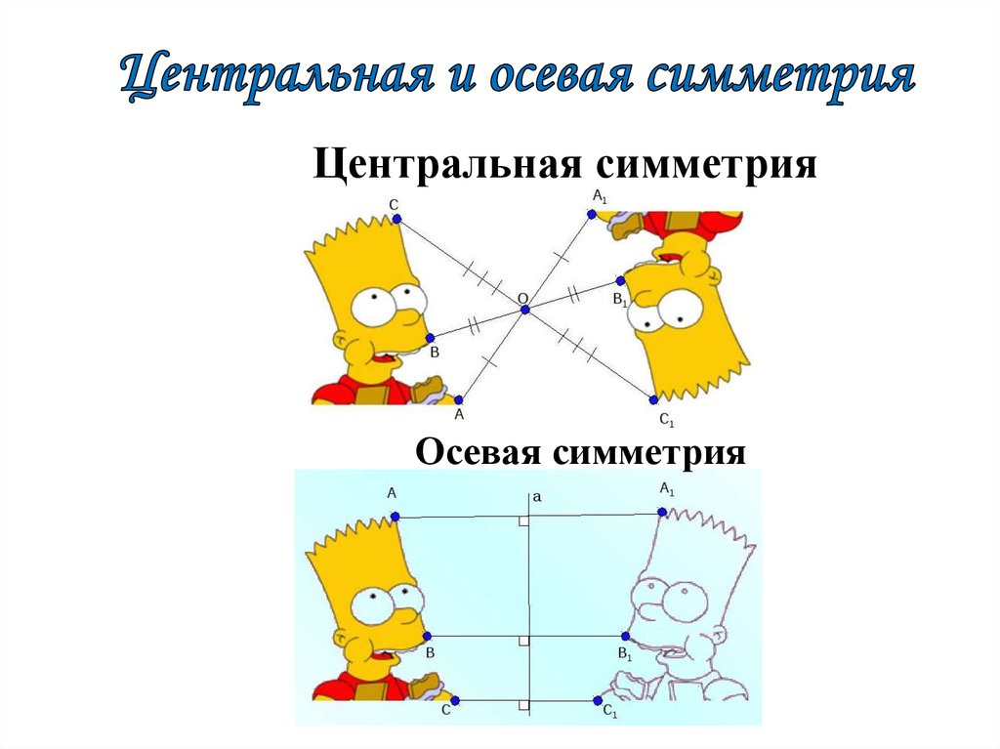 Центральная и осевая симметрия
Центральная симметрия
C
A1
O
B1
B
A
C1
Осевая симметрия
A
a
A1
B
B1
C
C1